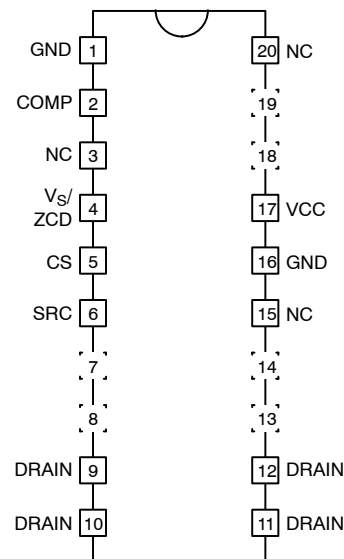 GND 1 20 NC
COMP 2 19
NC 3 18
VS/
ZCD 4 17 VCC
CS 5 16 GND
SRC 6 15 NC
7 14
8 13
DRAIN 9 12 DRAIN
DRAIN 10 11 DRAIN